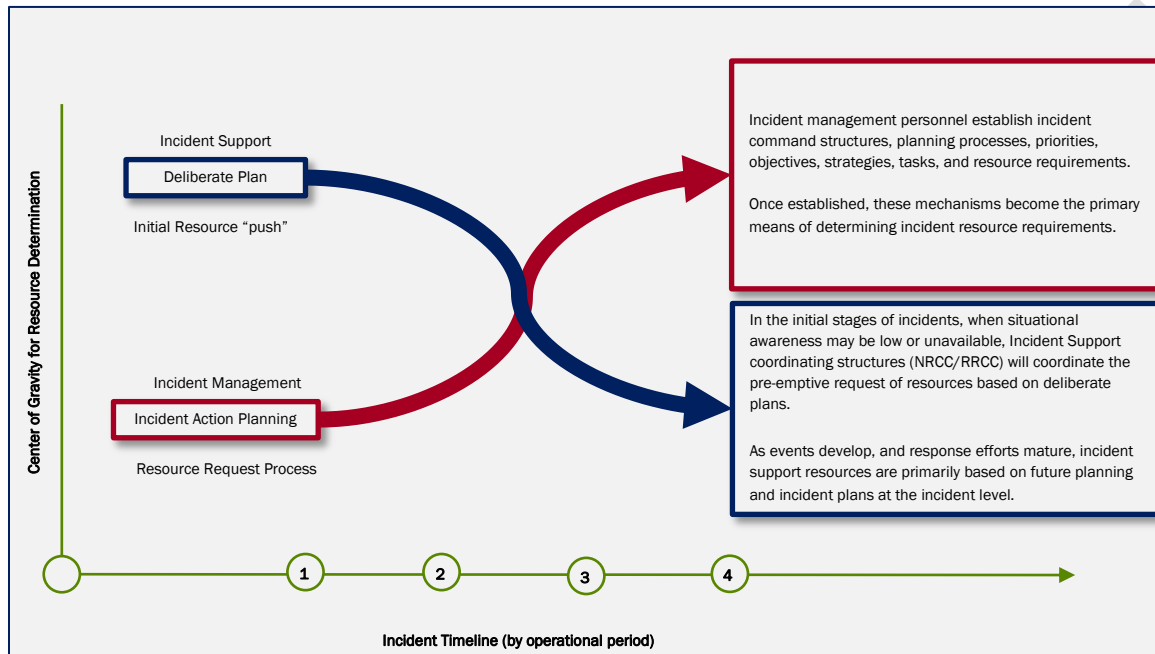 Center of Gravity for Resource Determination
Incident Support
Deliberate Plan
Initial Resource “push”
Incident Management
Incident Action Planning
Resource Request Process
Incident management personnel establish incident
command structures, planning processes, priorities,
objectives, strategies, tasks, and resource requirements.
Once established, these mechanisms become the primary
means of determining incident resource requirements.
In the initial stages of incidents, when situational
awareness may be low or unavailable, Incident Support
coordinating structures (NRCC/RRCC) will coordinate the
pre-emptive request of resources based on deliberate
plans.
As events develop, and response efforts mature, incident
support resources are primarily based on future planning
and incident plans at the incident level.
1
2
3
4
Incident Timeline (by operational period)